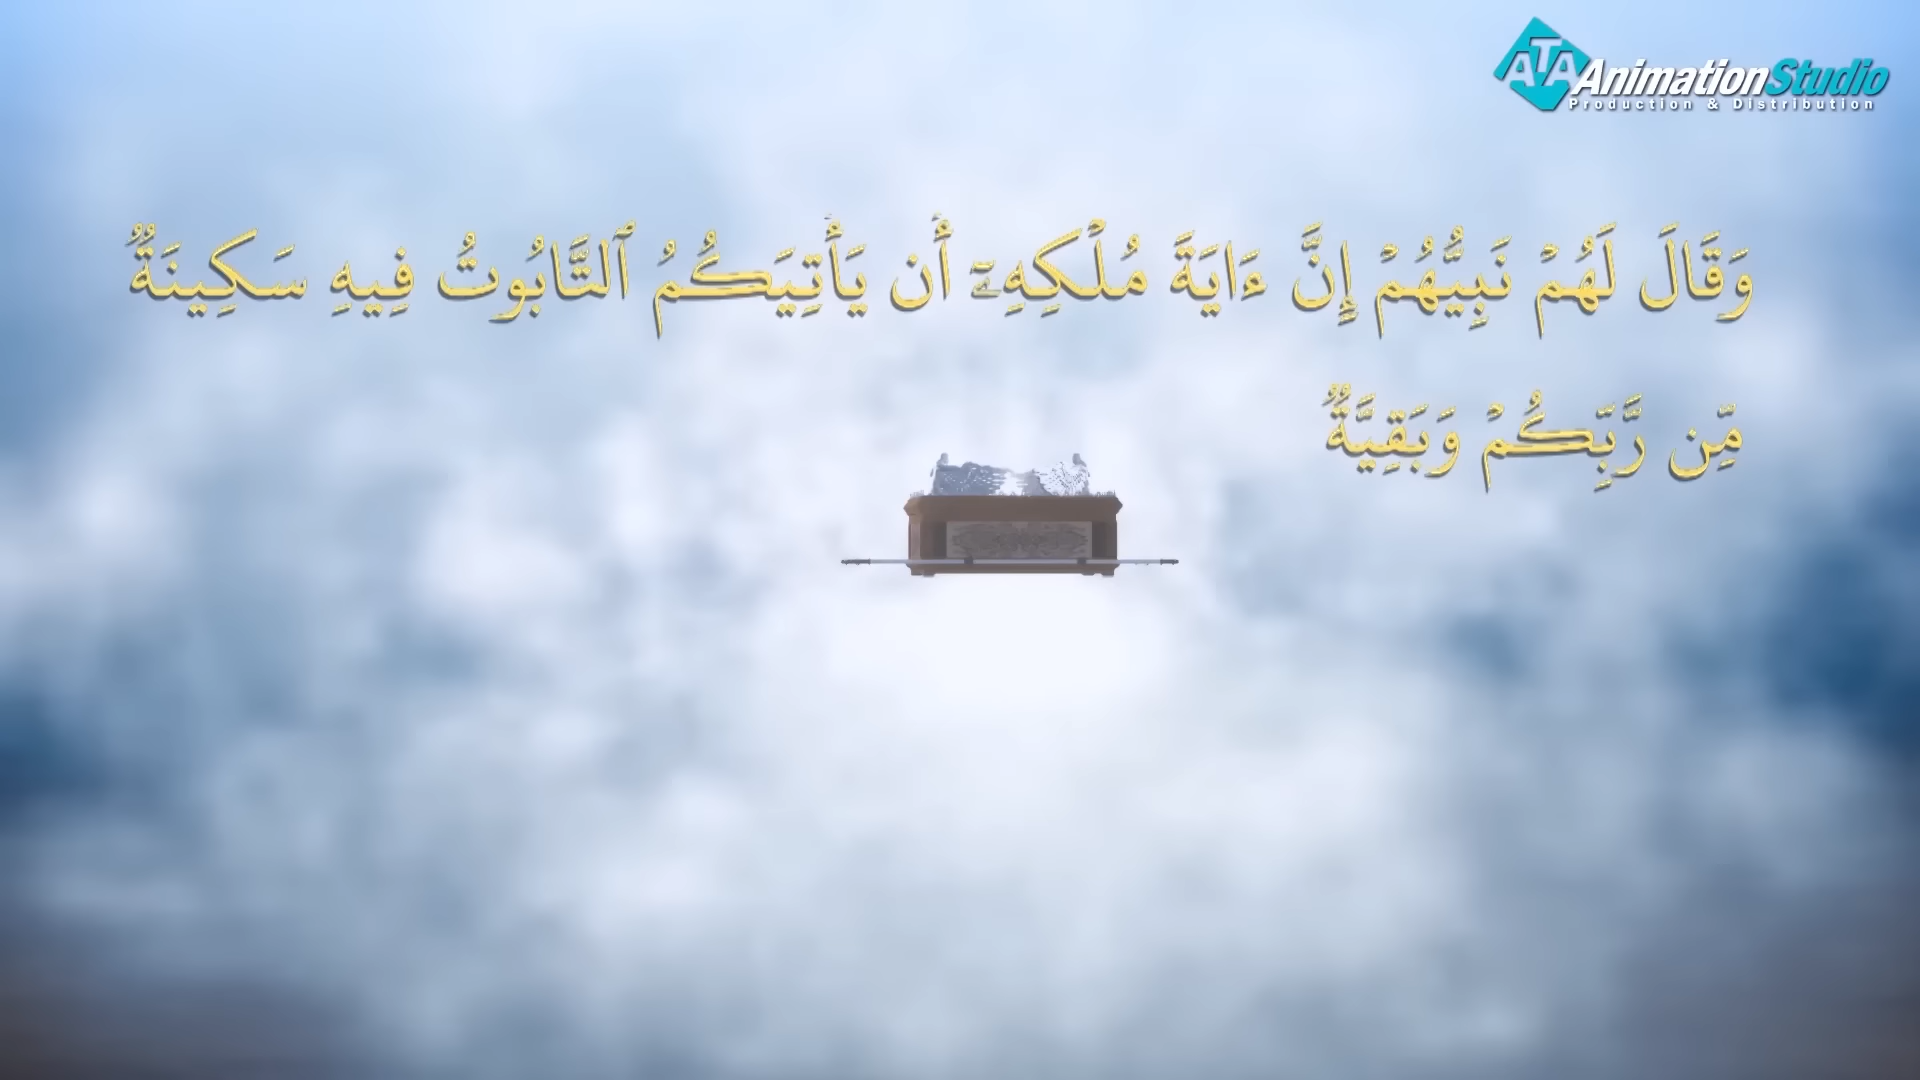 ATA AnimationStudio
Production & Distribution
وَقَالَ لَهُمْ نَبِيُّهُمْ إِنَّ ءَايَةَ مُلْكِهِۦٓ أَن يَأْتِيَكُمُ ٱلتَّابُوتُ فِيهِ سَكِينَةٌ
مِّن رَّبِّكُمْ وَبَقِيَّةٌ